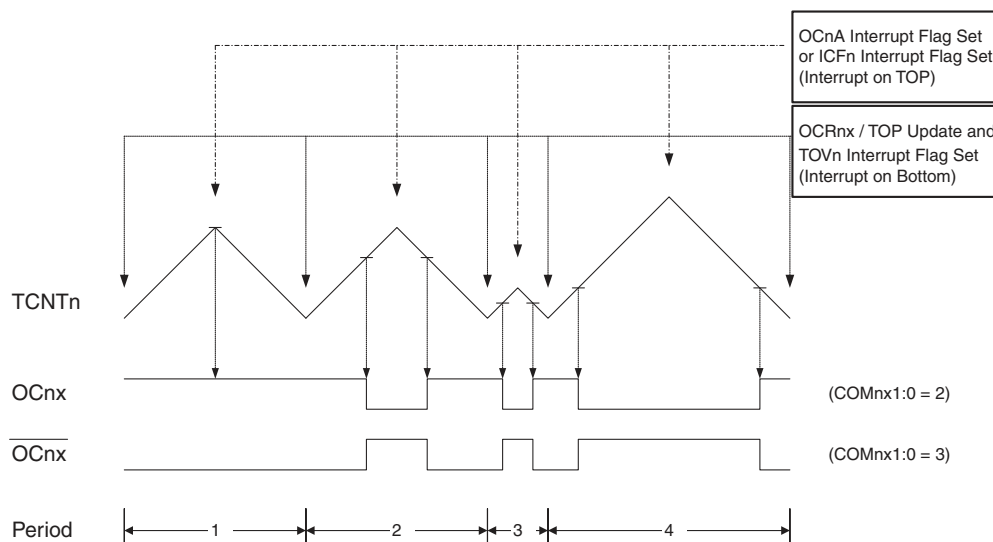 OCnA Interrupt Flag Set
or ICFn Interrupt Flag Set
(Interrupt on TOP)
OCRnx / TOP Update and
TOVn Interrupt Flag Set
(Interrupt on Bottom)
TCNTn
OCnx
(COMnx1:0 = 2)
OCnx
(COMnx1:0 = 3)
Period
1
2
3
4